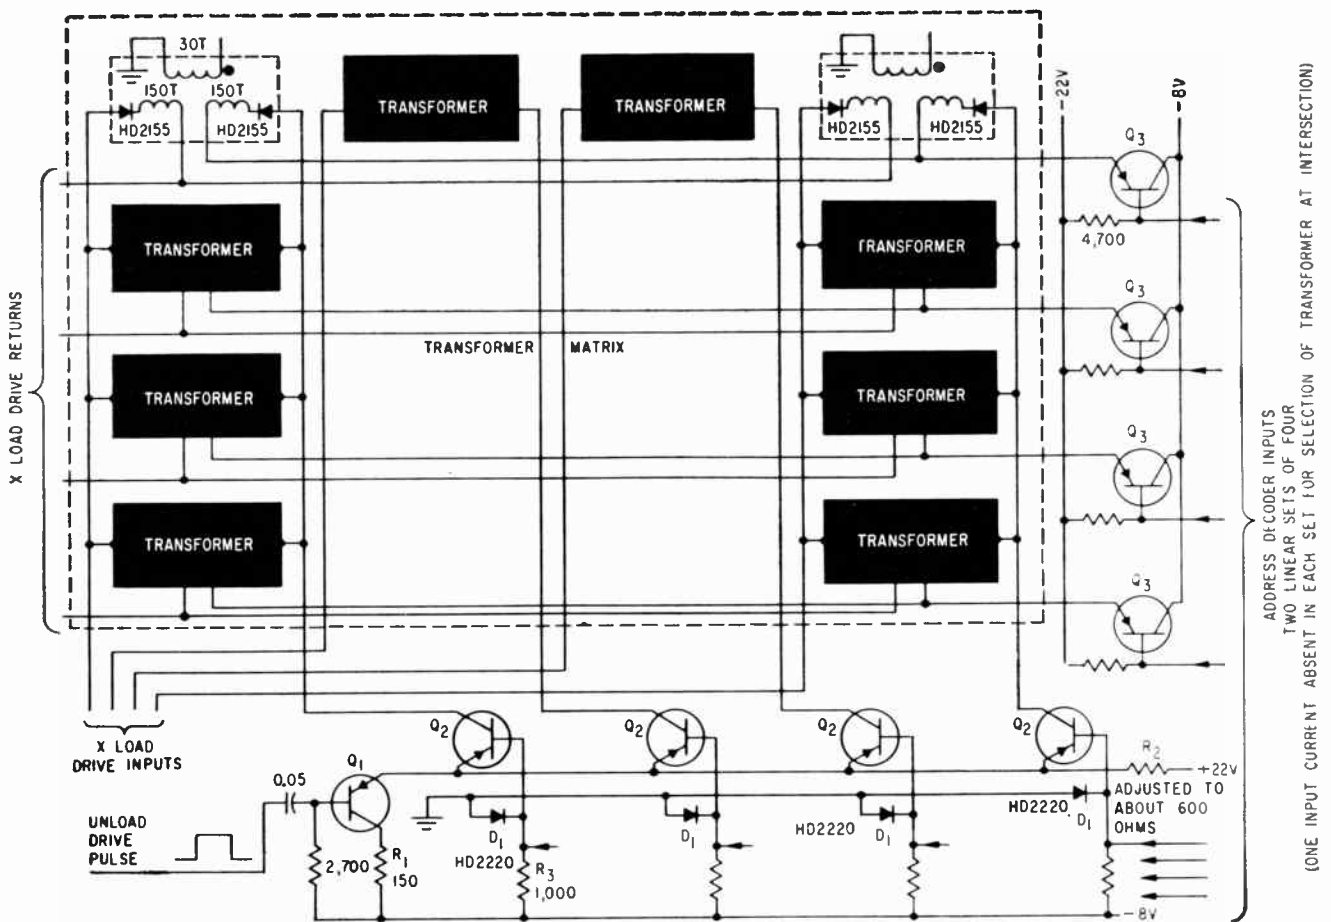 30T
150T 150T
HD2155 HD2155
TRANSFORMER
TRANSFORMER
HD2155 HD2155
-22V
-8V
Q3
4,700
TRANSFORMER
TRANSFORMER
Q3
TRANSFORMER MATRIX
TRANSFORMER
TRANSFORMER
Q3
TRANSFORMER
TRANSFORMER
Q3
X LOAD DRIVE RETURNS
X LOAD
DRIVE INPUTS
Q2
Q2
Q2
Q2
Q1
0.05
UNLOAD
DRIVE
PULSE
2,700
R1
150
D1
HD2220
R3
1,000
D1
HD2220
D1
HD2220
D1
R2
+22V
ADJUSTED TO
ABOUT 600
OHMS
-8V
ADDRESS DECODER INPUTS
TWO LINEAR SETS OF FOUR
(ONE INPUT CURRENT ABSENT IN EACH SET FOR SELECTION OF TRANSFORMER AT INTERSECTION)